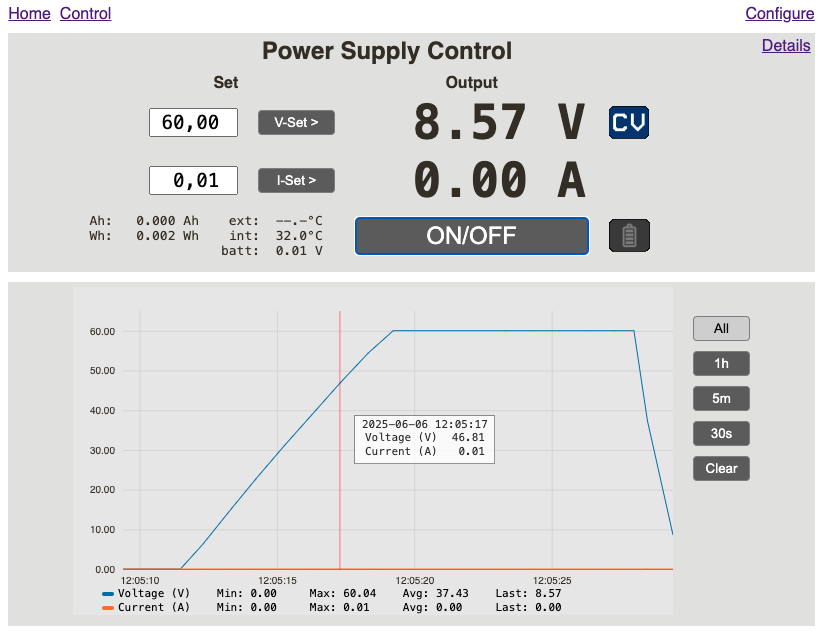 Home Control Configure
Power Supply Control Details
Set Output
60,00 V-Set > 8.57 V CV
0,01 I-Set > 0.00 A
Ah: 0.000 Ah ext: --.-°C
Wh: 0.002 Wh int: 32.0°C
batt: 0.01 V
ON/OFF
All
1h
5m
30s
Clear
60.00
50.00
40.00
30.00
20.00
10.00
0.00
2025-06-06 12:05:17
Voltage (V) 46.81
Current (A) 0.01
12:05:10 12:05:15 12:05:20 12:05:25
Voltage (V) Min: 0.00 Max: 60.04 Avg: 37.43 Last: 8.57
Current (A) Min: 0.00 Max: 0.01 Avg: 0.00 Last: 0.00